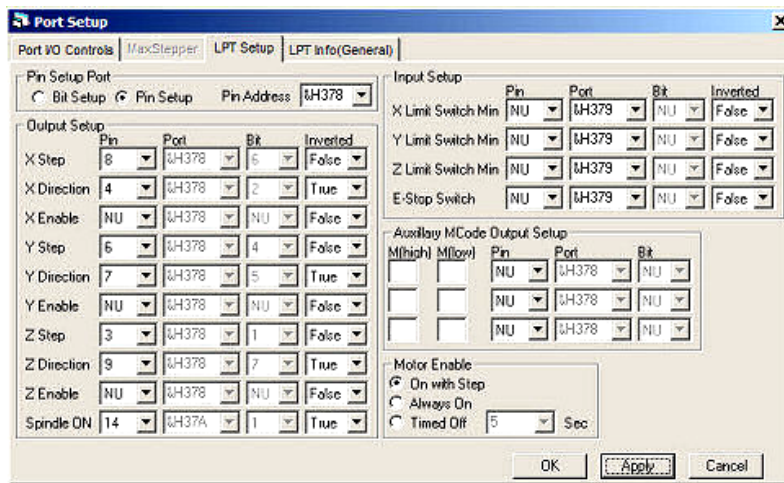 Port Setup
Port I/O Controls MaxStepper LPT Setup LPT Info(General)
Pin Setup Port
Bit Setup Pin Setup Pin Address &H378
Output Setup
Pin Port Bit Inverted
X Step 8 &H378 6 False
X Direction 4 &H378 2 True
X Enable NU &H378 NU False
Y Step 6 &H378 4 False
Y Direction 7 &H378 5 True
Y Enable NU &H378 NU False
Z Step 3 &H378 1 False
Z Direction 9 &H378 7 True
Z Enable NU &H378 NU False
Spindle ON 14 &H37A 1 True
Input Setup
Pin Port Bit Inverted
X Limit Switch Min NU &H379 NU False
Y Limit Switch Min NU &H379 NU False
Z Limit Switch Min NU &H379 NU False
E-Stop Switch NU &H379 NU False
Auxillary MCode Output Setup
M(high) M(low) Pin Port Bit
NU &H378 NU
NU &H378 NU
NU &H378 NU
Motor Enable
On with Step
Always On
Timed Off 5 Sec
OK Apply Cancel